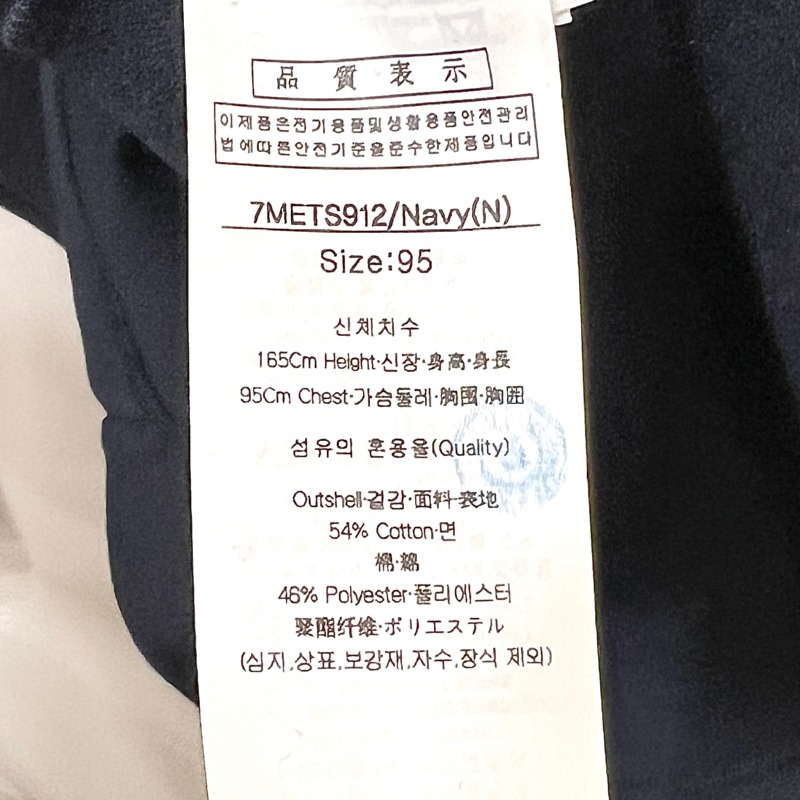 品質表示
이제품은전기용품및생활용품안전관리
법에따른안전기준을준수한제품입니다
7METS912/Navy(N)
Size:95
신체치수
165Cm Height·신장·身高·身長
95Cm Chest·가슴둘레·胸围·胸囲
섬유의 혼용율(Quality)
Outshell·겉감·面料·表地
54% Cotton·면
棉·綿
46% Polyester·폴리에스터
聚酯纤维·ポリエステル
(심지,상표,보강재,자수,장식 제외)